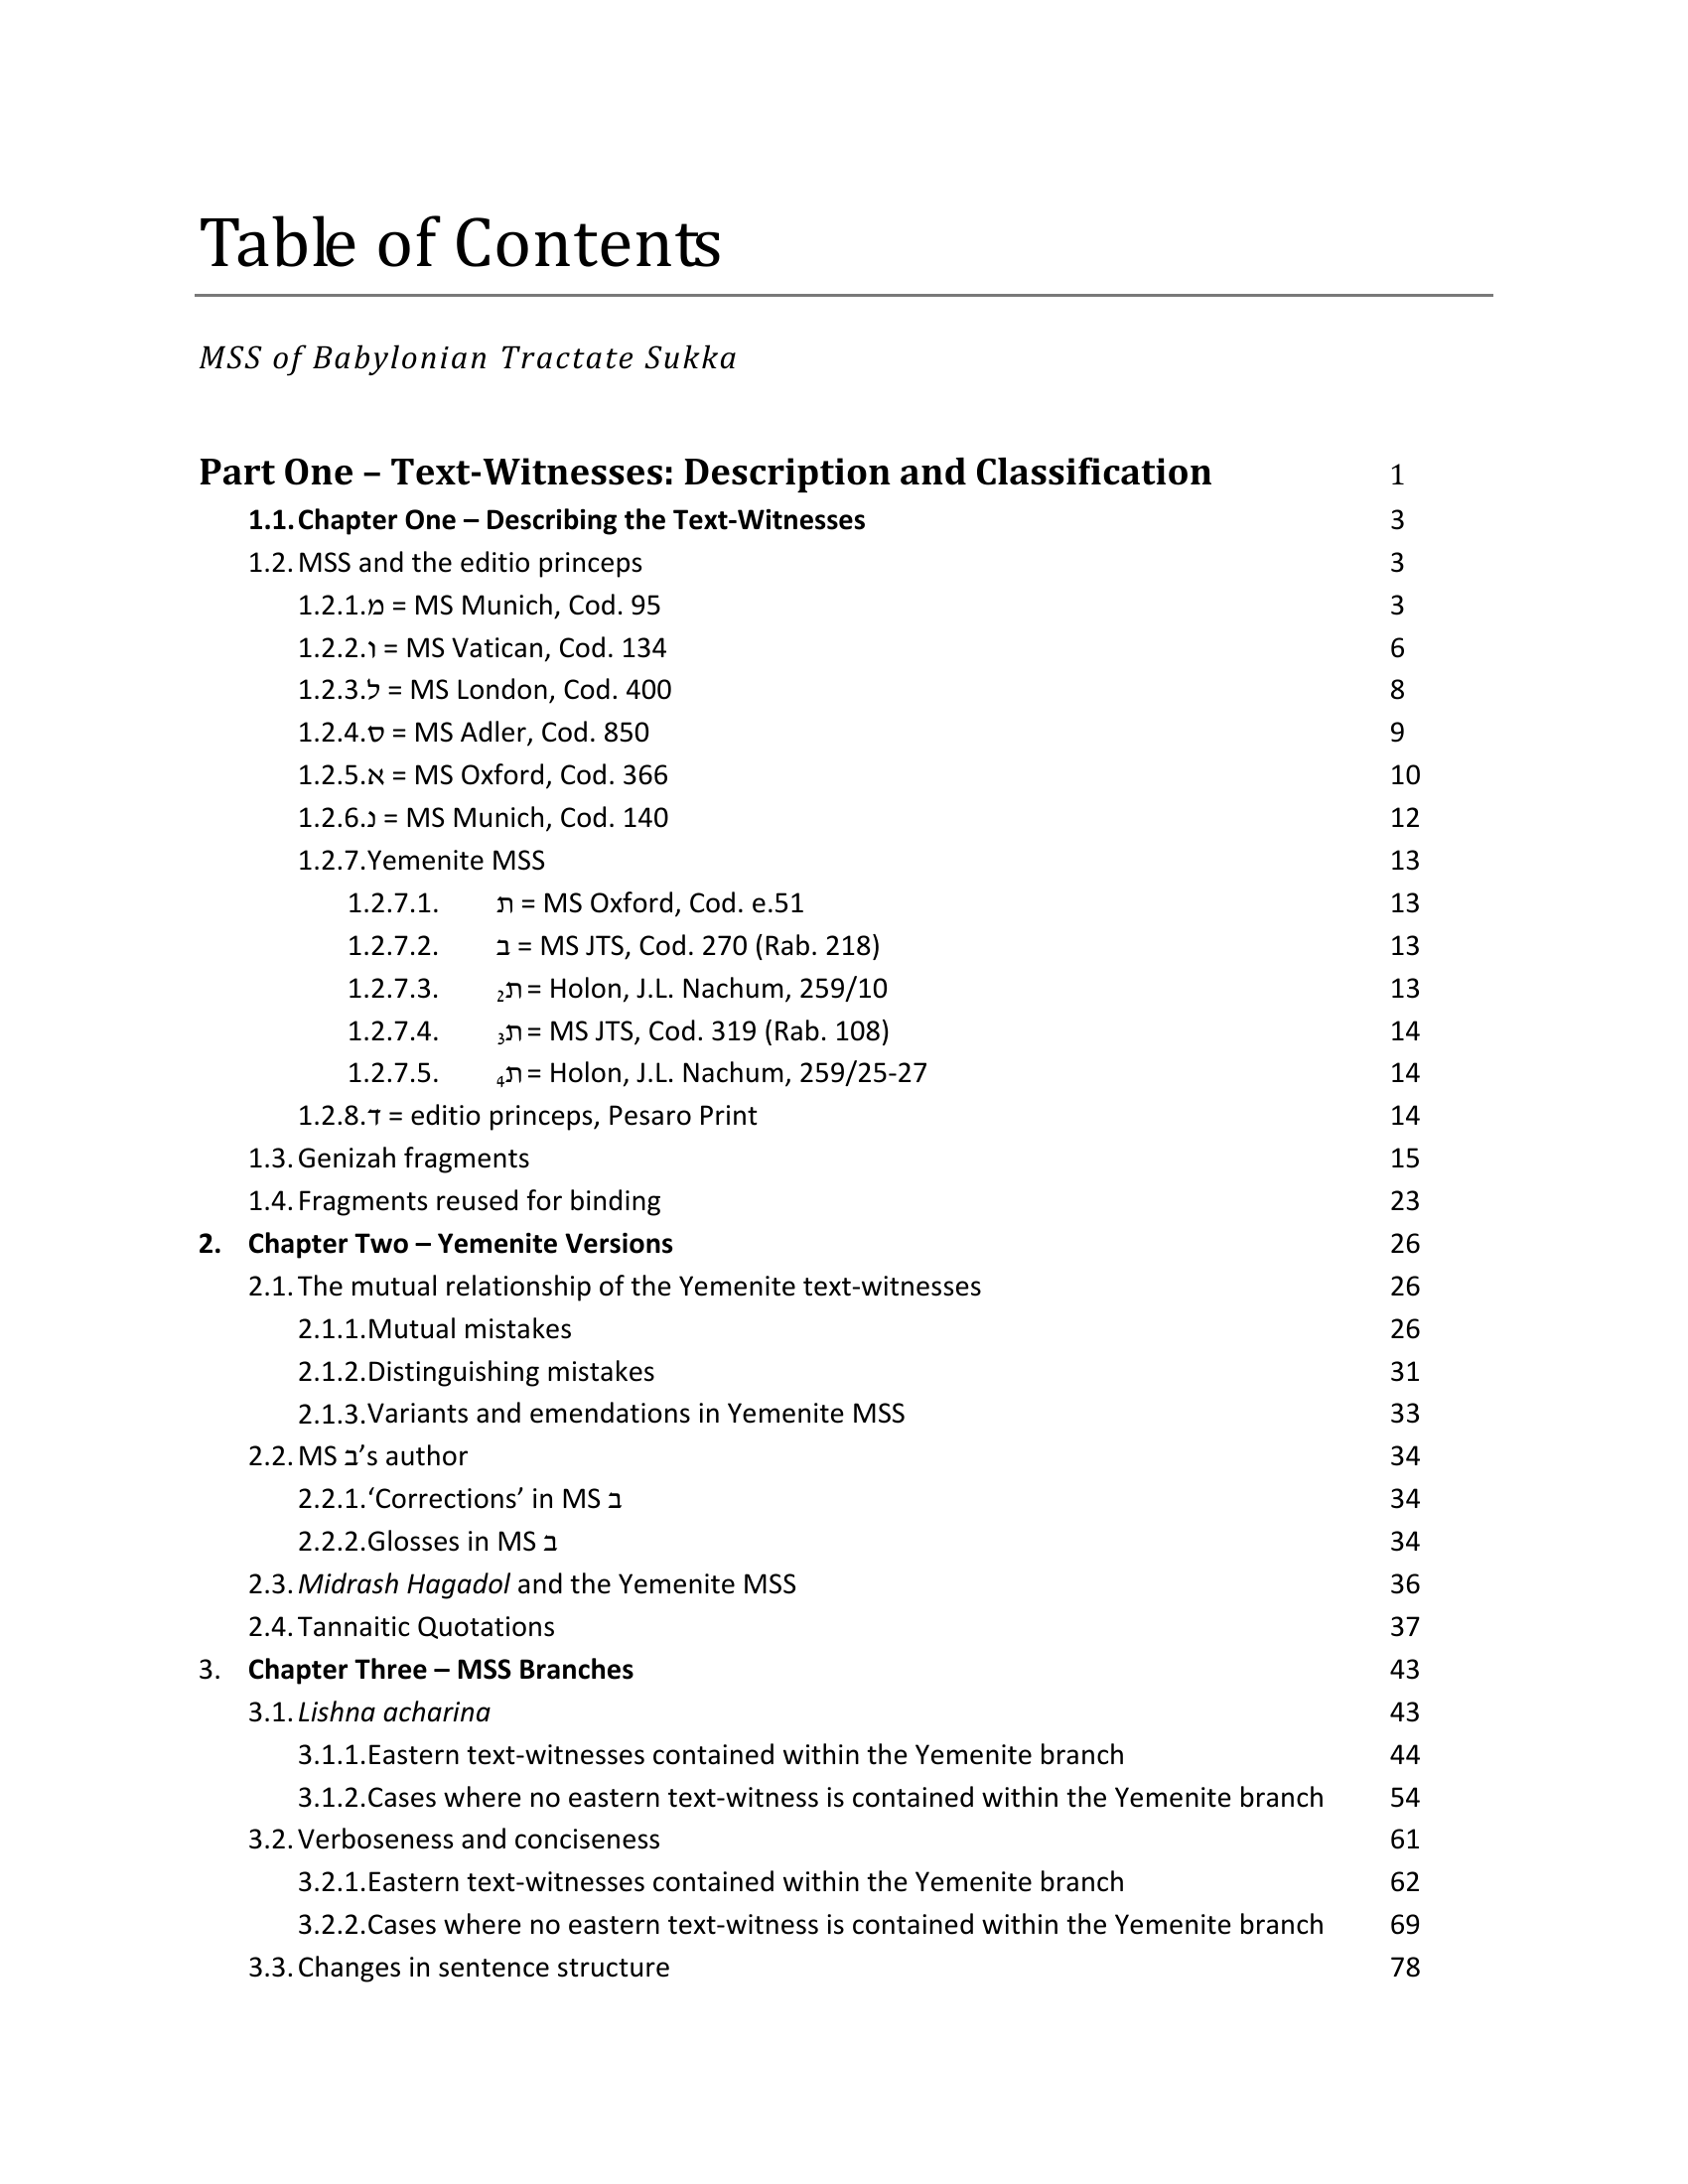 Table of Contents
MSS of Babylonian Tractate Sukka
Part One – Text-Witnesses: Description and Classification 1
1.1. Chapter One – Describing the Text-Witnesses 3
1.2. MSS and the editio princeps 3
1.2.1. מ = MS Munich, Cod. 95 3
1.2.2. ו = MS Vatican, Cod. 134 6
1.2.3. ל = MS London, Cod. 400 8
1.2.4. ס = MS Adler, Cod. 850 9
1.2.5. א = MS Oxford, Cod. 366 10
1.2.6. נ = MS Munich, Cod. 140 12
1.2.7. Yemenite MSS 13
1.2.7.1. ת = MS Oxford, Cod. e.51 13
1.2.7.2. ב = MS JTS, Cod. 270 (Rab. 218) 13
1.2.7.3. ת₂ = Holon, J.L. Nachum, 259/10 13
1.2.7.4. ת₃ = MS JTS, Cod. 319 (Rab. 108) 14
1.2.7.5. ת₄ = Holon, J.L. Nachum, 259/25-27 14
1.2.8. ד = editio princeps, Pesaro Print 14
1.3. Genizah fragments 15
1.4. Fragments reused for binding 23
2. Chapter Two – Yemenite Versions 26
2.1. The mutual relationship of the Yemenite text-witnesses 26
2.1.1. Mutual mistakes 26
2.1.2. Distinguishing mistakes 31
2.1.3. Variants and emendations in Yemenite MSS 33
2.2. MS ב’s author 34
2.2.1. ‘Corrections’ in MS ב 34
2.2.2. Glosses in MS ב 34
2.3. Midrash Hagadol and the Yemenite MSS 36
2.4. Tannaitic Quotations 37
3. Chapter Three – MSS Branches 43
3.1. Lishna acharina 43
3.1.1. Eastern text-witnesses contained within the Yemenite branch 44
3.1.2. Cases where no eastern text-witness is contained within the Yemenite branch 54
3.2. Verboseness and conciseness 61
3.2.1. Eastern text-witnesses contained within the Yemenite branch 62
3.2.2. Cases where no eastern text-witness is contained within the Yemenite branch 69
3.3. Changes in sentence structure 78